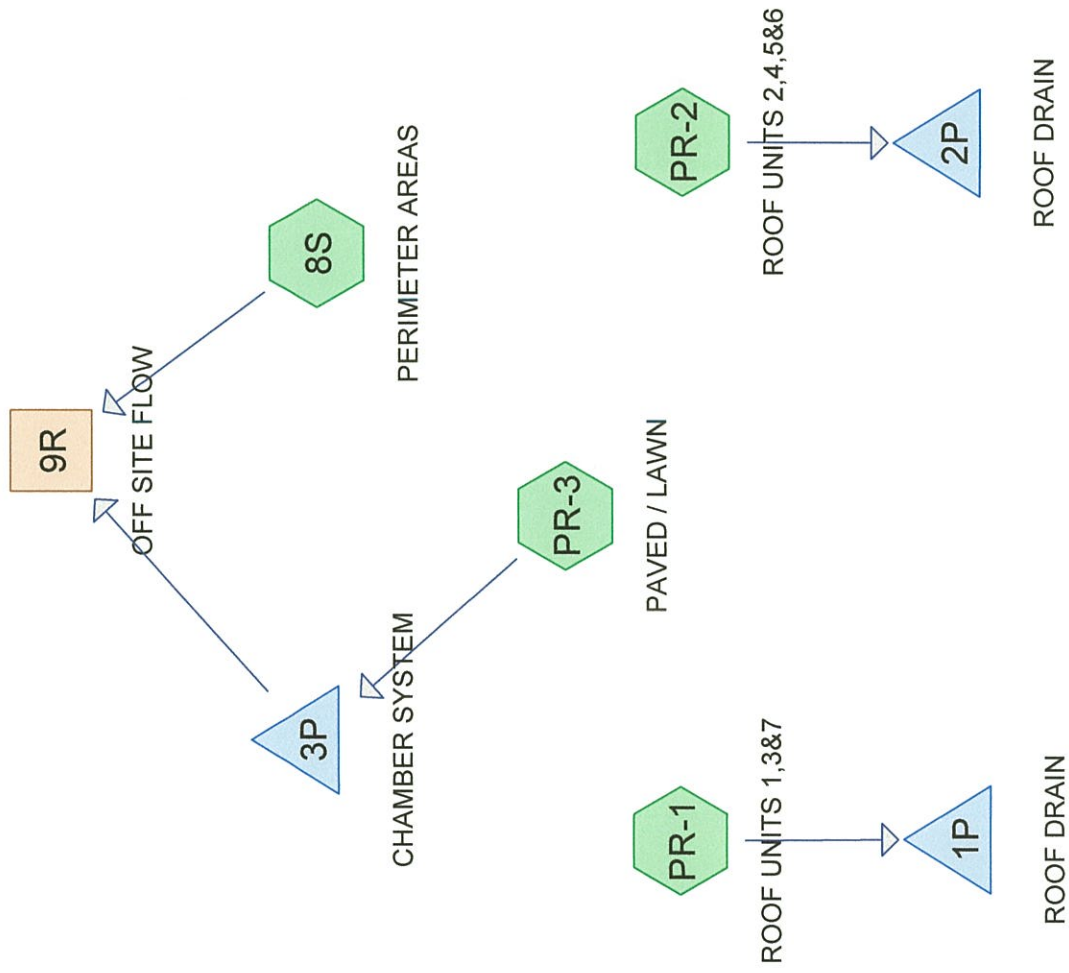 9R
OFF SITE FLOW
3P
CHAMBER SYSTEM
8S
PERIMETER AREAS
PR-3
PAVED / LAWN
PR-1
ROOF UNITS 1,3&7
PR-2
ROOF UNITS 2,4,5&6
1P
ROOF DRAIN
2P
ROOF DRAIN